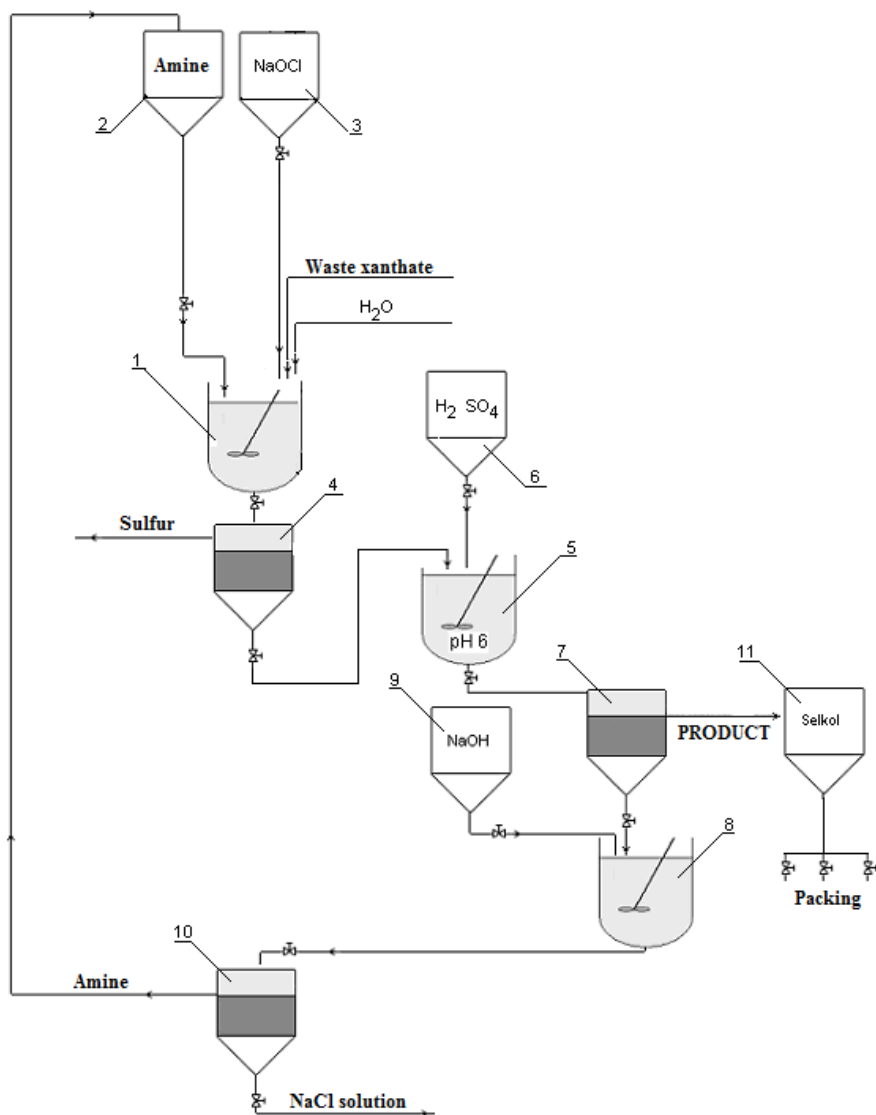 Amine
NaOCl
2
3
Waste xanthate
H2O
1
H2 SO4
6
4
Sulfur
5
pH 6
7
11
9
Selkol
NaOH
PRODUCT
8
Packing
10
Amine
NaCl solution